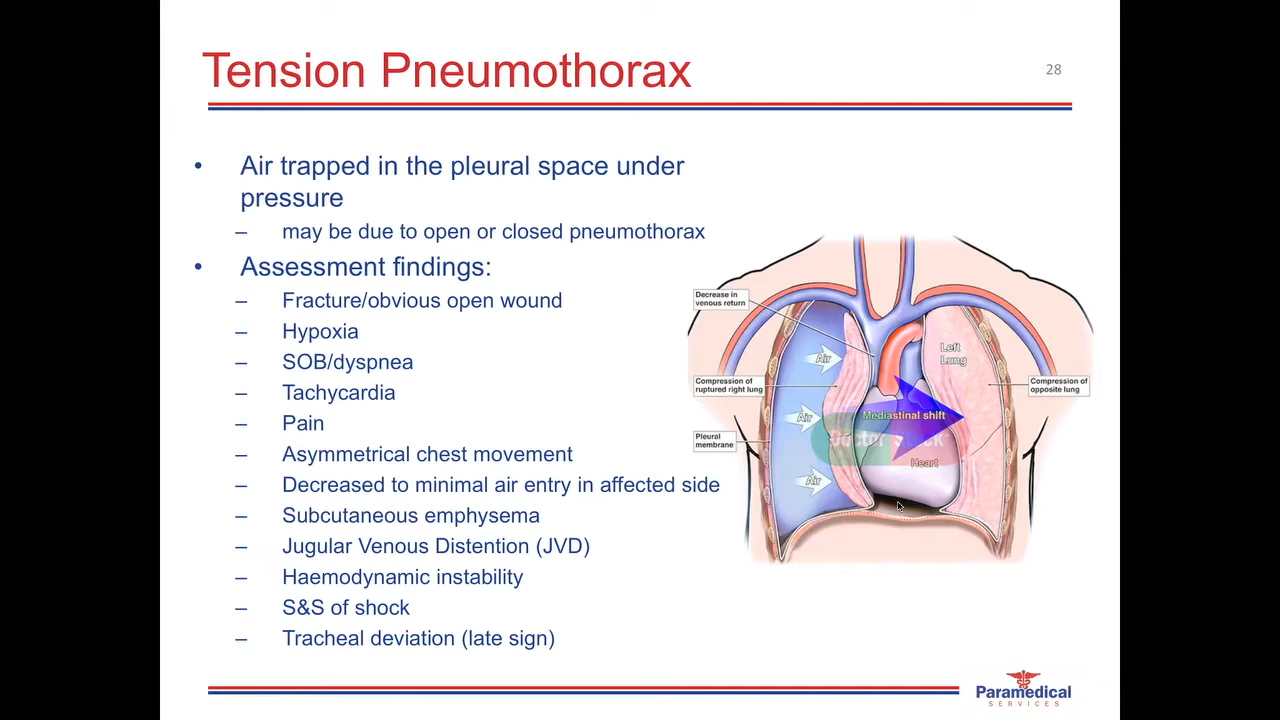 Tension Pneumothorax
28
• Air trapped in the pleural space under
pressure
– may be due to open or closed pneumothorax
• Assessment findings:
– Fracture/obvious open wound
– Hypoxia
– SOB/dyspnea
– Tachycardia
– Pain
– Asymmetrical chest movement
– Decreased to minimal air entry in affected side
– Subcutaneous emphysema
– Jugular Venous Distention (JVD)
– Haemodynamic instability
– S&S of shock
– Tracheal deviation (late sign)
Decrease in
venous return
Left
Lung
Air
Compression of
ruptured right lung
Compression of
opposite lung
Air
Mediastinal shift
Pleural
membrane
Doctor
Heart
Air
Paramedical
SERVICES